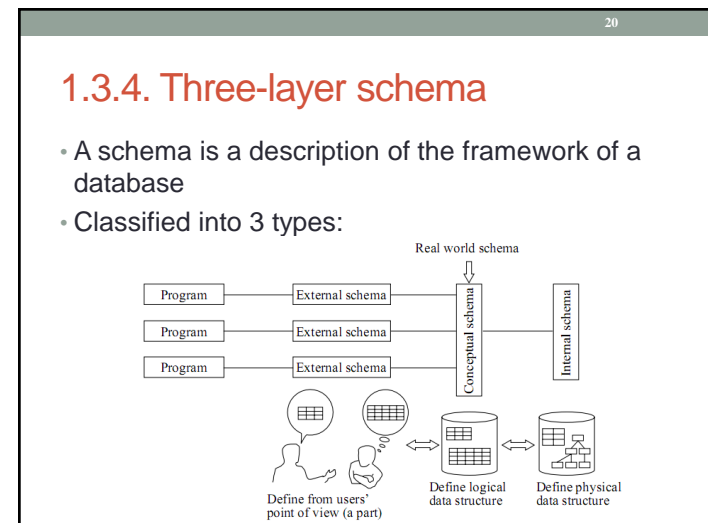 20
1.3.4. Three-layer schema
• A schema is a description of the framework of a
database
• Classified into 3 types:
Real world schema
Program
External schema
Program
External schema
Program
External schema
Conceptual schema
Internal schema
Define from users'
point of view (a part)
Define logical
data structure
Define physical
data structure